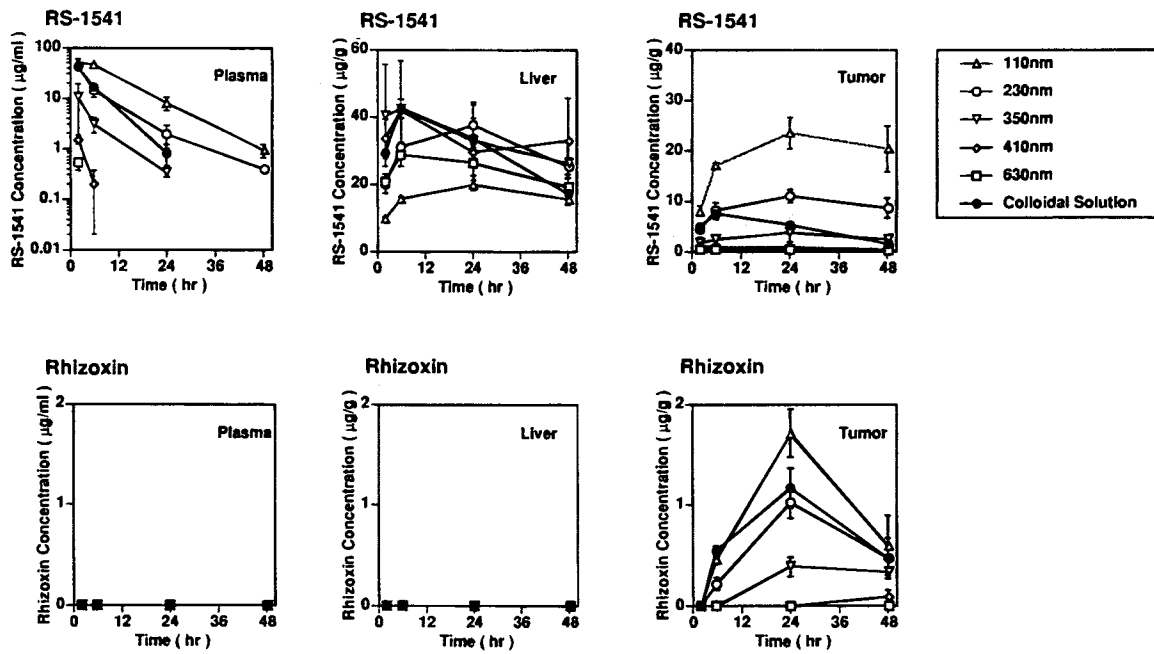 RS-1541
RS-1541 Concentration ( μg/ml )
100
10
1
0.1
0.01
Plasma
0 12 24 36 48
Time ( hr )
RS-1541
RS-1541 Concentration ( μg/g )
60
40
20
0
Liver
0 12 24 36 48
Time ( hr )
RS-1541
RS-1541 Concentration ( μg/g )
40
30
20
10
0
Tumor
0 12 24 36 48
Time ( hr )
110nm
230nm
350nm
410nm
630nm
Colloidal Solution
Rhizoxin
Rhizoxin Concentration ( μg/ml )
2
1
0
Plasma
0 12 24 36 48
Time ( hr )
Rhizoxin
Rhizoxin Concentration ( μg/g )
2
1
0
Liver
0 12 24 36 48
Time ( hr )
Rhizoxin
Rhizoxin Concentration ( μg/g )
2
1
0
Tumor
0 12 24 36 48
Time ( hr )